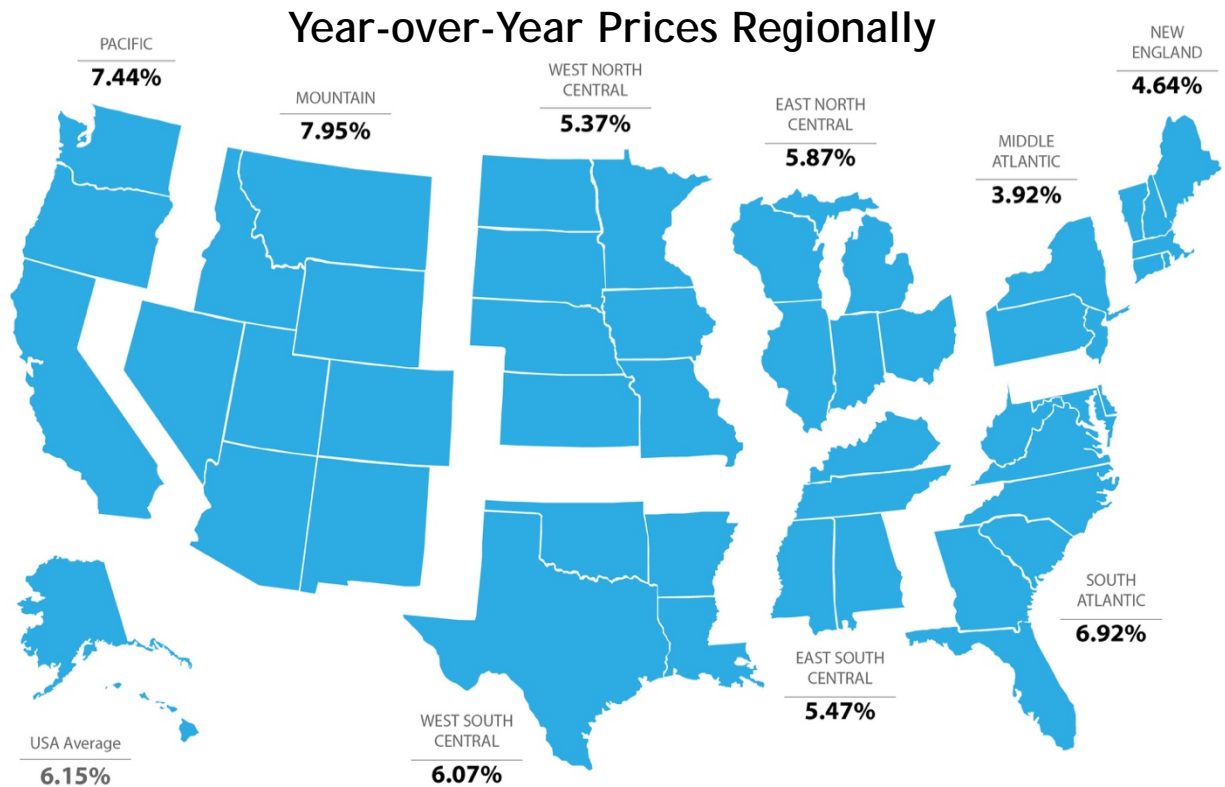 Year-over-Year Prices Regionally
PACIFIC
7.44%
MOUNTAIN
7.95%
WEST NORTH
CENTRAL
5.37%
EAST NORTH
CENTRAL
5.87%
MIDDLE
ATLANTIC
3.92%
NEW
ENGLAND
4.64%
SOUTH
ATLANTIC
6.92%
EAST SOUTH
CENTRAL
5.47%
WEST SOUTH
CENTRAL
6.07%
USA Average
6.15%